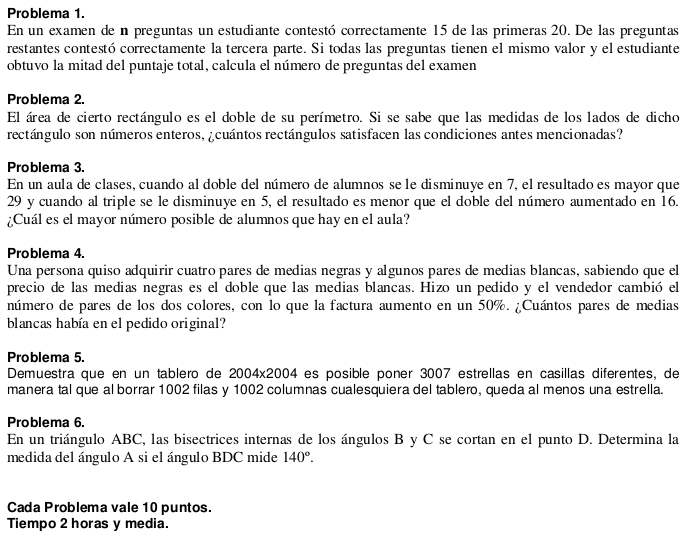 Problema 1.
En un examen de n preguntas un estudiante contestó correctamente 15 de las primeras 20. De las preguntas
restantes contestó correctamente la tercera parte. Si todas las preguntas tienen el mismo valor y el estudiante
obtuvo la mitad del puntaje total, calcula el número de preguntas del examen
Problema 2.
El área de cierto rectángulo es el doble de su perímetro. Si se sabe que las medidas de los lados de dicho
rectángulo son números enteros, ¿cuántos rectángulos satisfacen las condiciones antes mencionadas?
Problema 3.
En un aula de clases, cuando al doble del número de alumnos se le disminuye en 7, el resultado es mayor que
29 y cuando al triple se le disminuye en 5, el resultado es menor que el doble del número aumentado en 16.
¿Cuál es el mayor número posible de alumnos que hay en el aula?
Problema 4.
Una persona quiso adquirir cuatro pares de medias negras y algunos pares de medias blancas, sabiendo que el
precio de las medias negras es el doble que las medias blancas. Hizo un pedido y el vendedor cambió el
número de pares de los dos colores, con lo que la factura aumento en un 50%. ¿Cuántos pares de medias
blancas había en el pedido original?
Problema 5.
Demuestra que en un tablero de 2004x2004 es posible poner 3007 estrellas en casillas diferentes, de
manera tal que al borrar 1002 filas y 1002 columnas cualesquiera del tablero, queda al menos una estrella.
Problema 6.
En un triángulo ABC, las bisectrices internas de los ángulos B y C se cortan en el punto D. Determina la
medida del ángulo A si el ángulo BDC mide 140º.
Cada Problema vale 10 puntos.
Tiempo 2 horas y media.